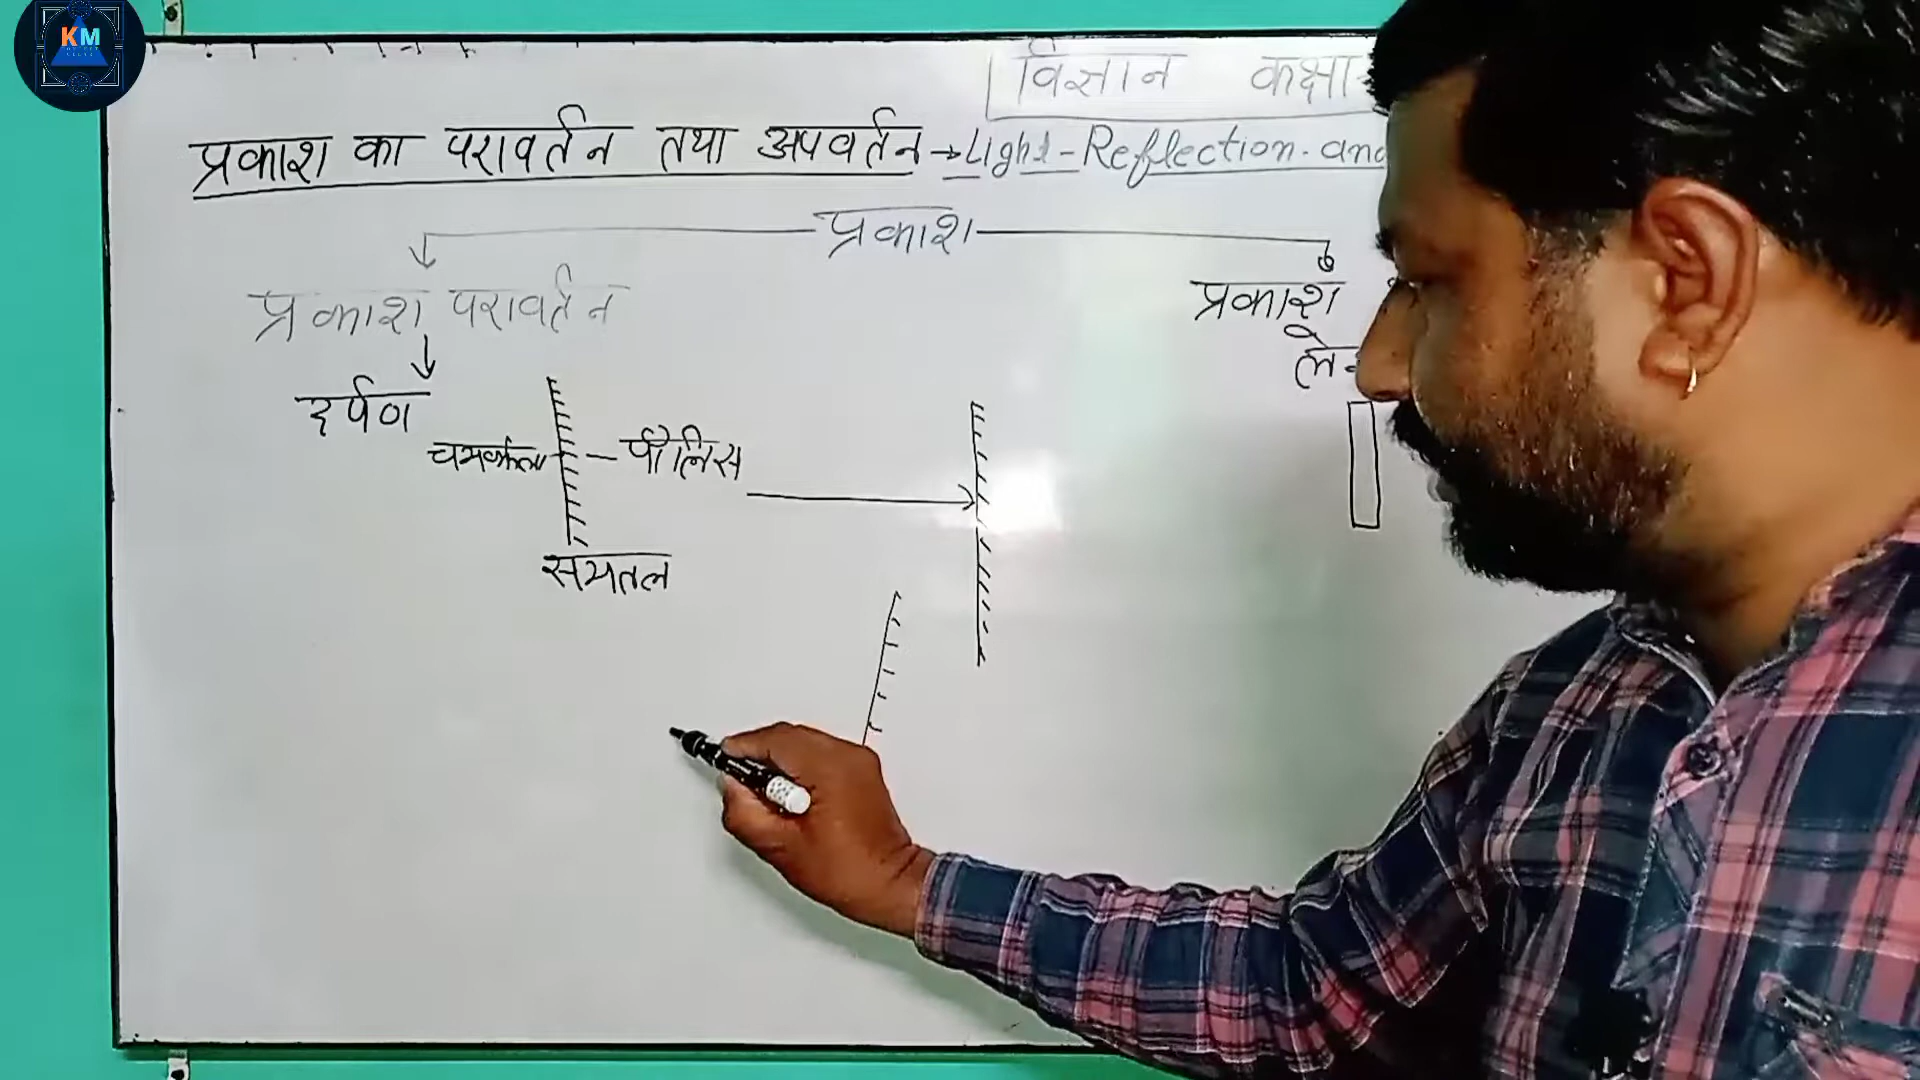 KM
विज्ञान कक्षा-
प्रकाश का परावर्तन तथा अपवर्तन → Light - Reflection. and
प्रकाश
प्रकाश परावर्तन
प्रकाश
दर्पण
चमकीला
पौलिस
समतल